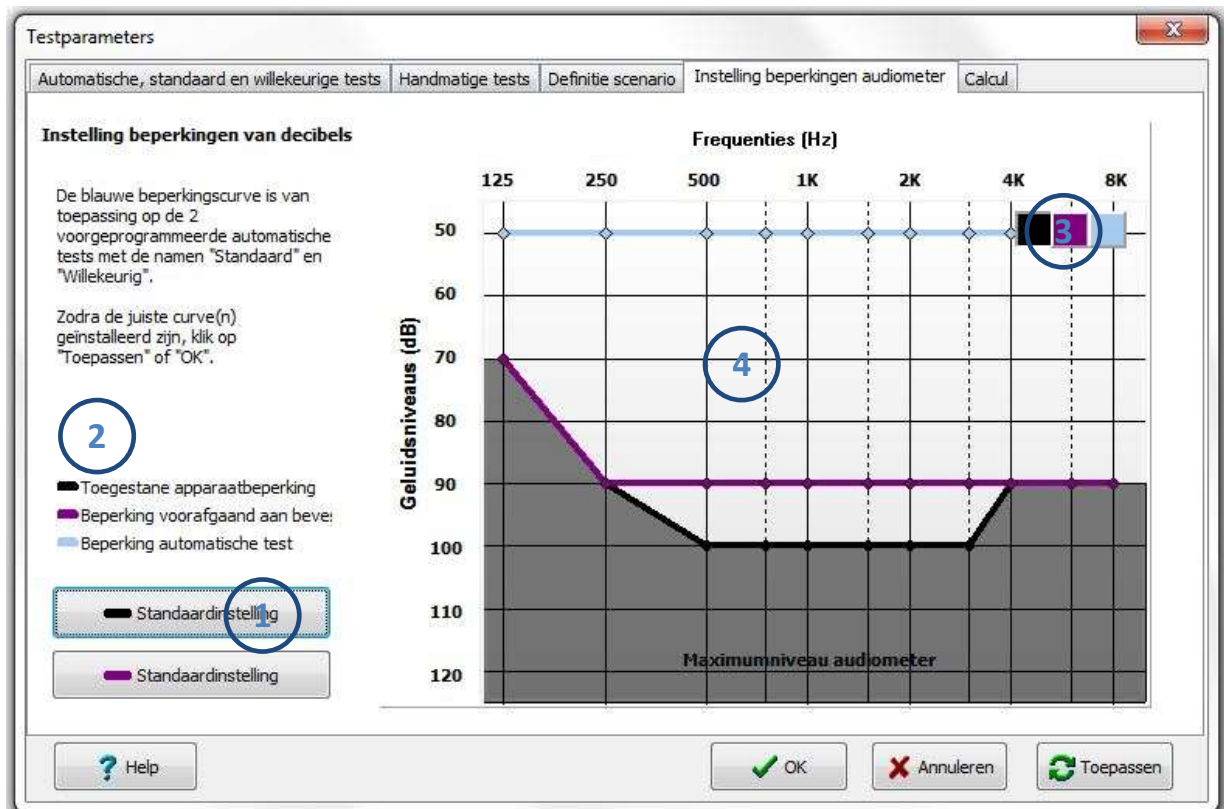 Testparameters
Automatische, standaard en willekeurige tests
Handmatige tests
Definitie scenario
Instelling beperkingen audiometer
Calcul
Instelling beperkingen van decibels
De blauwe beperkingscurve is van
toepassing op de 2
voorgeprogrammeerde automatische
tests met de namen "Standaard" en
"Willekeurig".
Zodra de juiste curve(n)
geïnstalleerd zijn, klik op
"Toepassen" of "OK".
2
Toegestane apparaatbeperking
Beperking voorafgaand aan beve
Beperking automatische test
Standaardinstelling
1
Standaardinstelling
Frequenties (Hz)
125 250 500 1K 2K 4K 8K
Geluidsniveaus (dB)
50
60
70
80
90
100
110
120
3
4
Maximumniveau audiometer
Help
OK
Annuleren
Toepassen